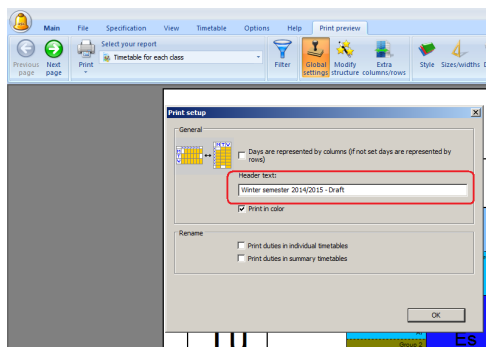 Main File Specification View Timetable Options Help Print preview
Select your report
Timetable for each class
Previous page
Next page
Print
Filter
Global settings
Modify structure
Extra columns/rows
Style
Sizes/widths
Print setup
General
Days are represented by columns (if not set days are represented by
rows)
Header text:
Winter semester 2014/2015 - Draft
Print in color
Rename
Print duties in individual timetables
Print duties in summary timetables
OK
Group 2
Es